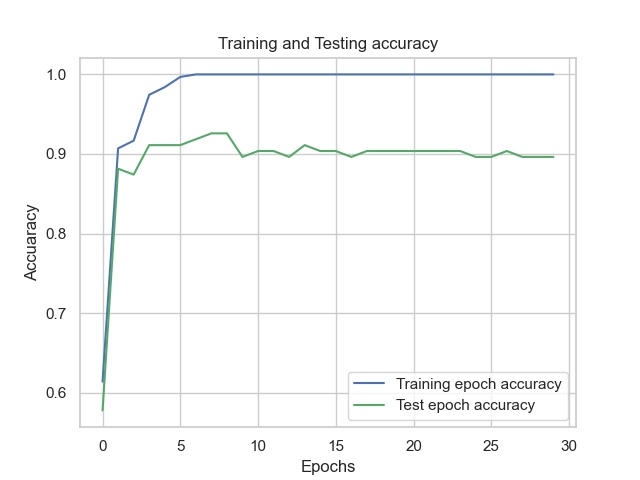 Training and Testing accuracy
1.0
0.9
0.8
0.7
0.6
Accuaracy
Training epoch accuracy
Test epoch accuracy
0 5 10 15 20 25 30
Epochs